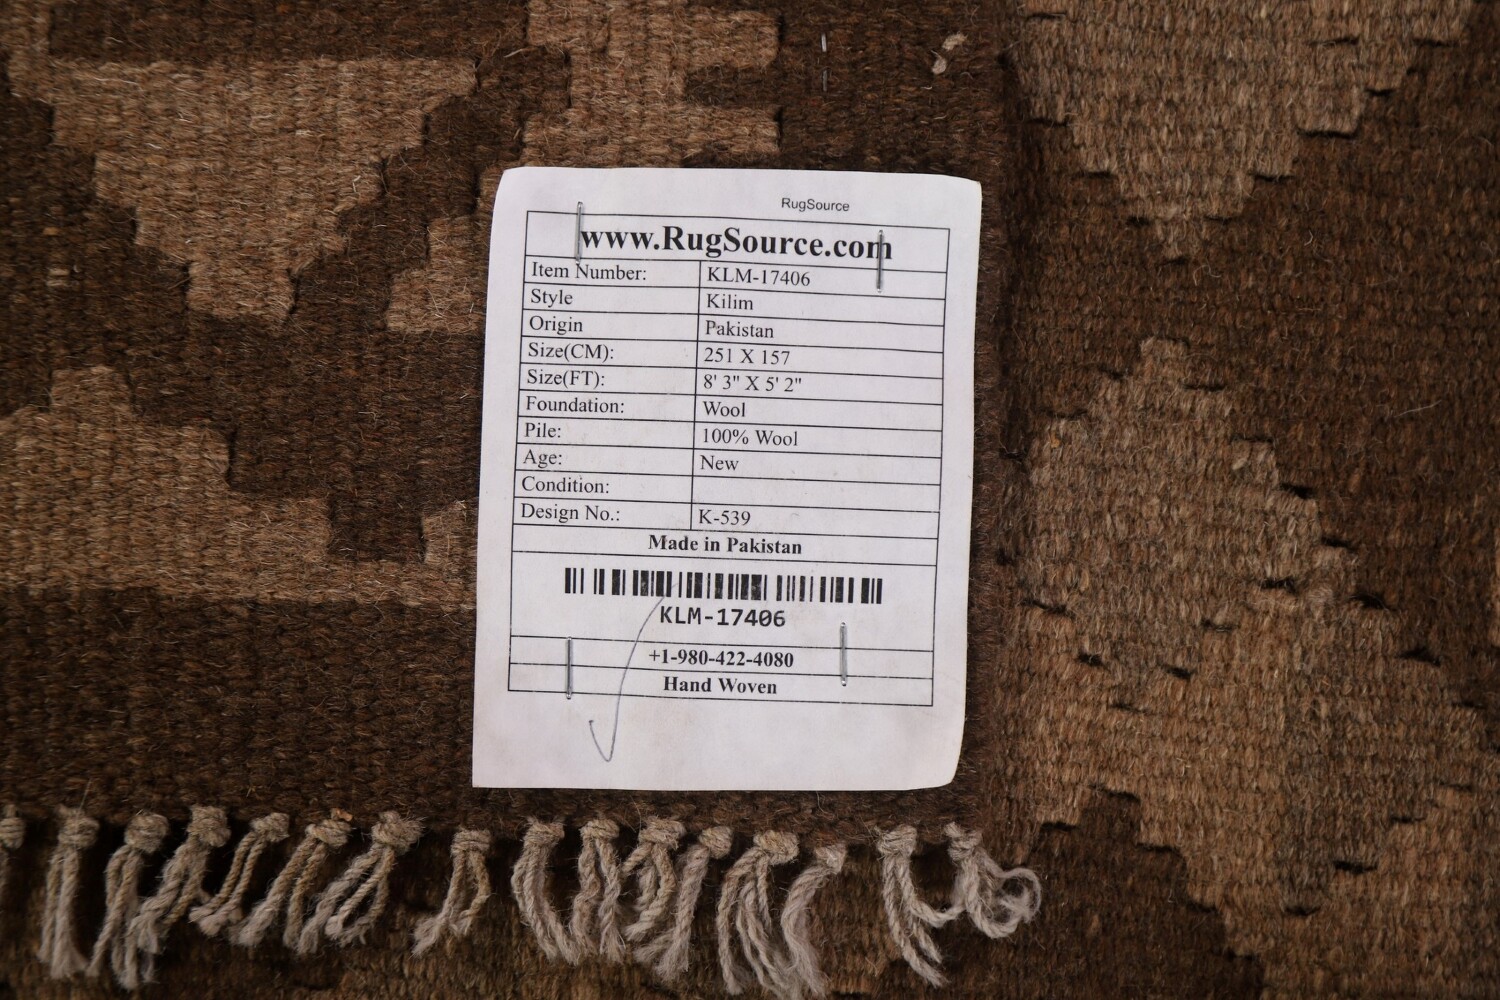 RugSource
www.RugSource.com
Item Number: KLM-17406
Style Kilim
Origin Pakistan
Size(CM): 251 X 157
Size(FT): 8' 3" X 5' 2"
Foundation: Wool
Pile: 100% Wool
Age: New
Condition:
Design No.: K-539
Made in Pakistan
KLM-17406
+1-980-422-4080
Hand Woven